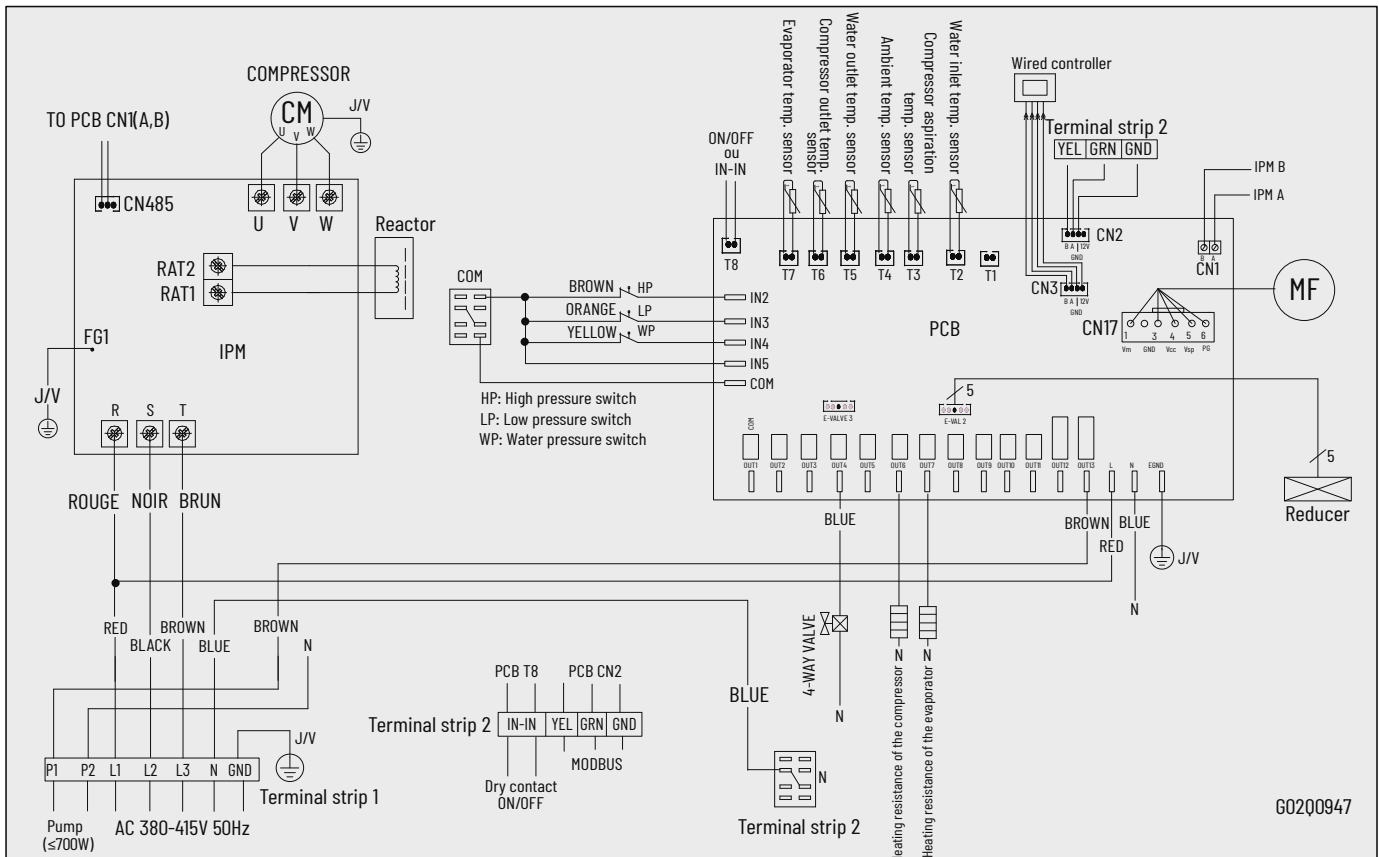 COMPRESSOR
CM
U V W
J/V
TO PCB CN1(A,B)
CN485
U V W
Reactor
RAT2
RAT1
FG1
IPM
J/V
R S T
ROUGE NOIR BRUN
RED
BLACK
BROWN
BLUE
BROWN
N
J/V
P1 P2 L1 L2 L3 N GND
Terminal strip 1
Pump
(≤700W)
AC 380-415V 50Hz
COM
BROWN HP
ORANGE LP
YELLOW WP
HP: High pressure switch
LP: Low pressure switch
WP: Water pressure switch
ON/OFF
ou
IN-IN
Evaporator temp. sensor
Compressor outlet temp.
sensor
Water outlet temp. sensor
Ambient temp. sensor
Compressor aspiration
temp. sensor
Water inlet temp. sensor
T8 T7 T6 T5 T4 T3 T2 T1
Wired controller
Terminal strip 2
YEL GRN GND
CN2
B A 12V
GND
CN3
B A 12V
GND
IPM B
IPM A
B A
CN1
MF
CN17
1 3 4 5 6
Vm GND Vcc Vsp PG
PCB
IN2
IN3
IN4
IN5
COM
E-VALVE 3
E-VAL 2
5
5
Reducer
COM
OUT1 OUT2 OUT3 OUT4 OUT5 OUT6 OUT7 OUT8 OUT9 OUT10 OUT11 OUT12 OUT13 L N EGND
BLUE
BROWN
RED
BLUE
J/V
N
4-WAY VALVE
N
N
Heating resistance of the compressor
N
Heating resistance of the evaporator
PCB T8 PCB CN2
Terminal strip 2
IN-IN YEL GRN GND
MODBUS
Dry contact
ON/OFF
BLUE
N
Terminal strip 2
G02Q0947